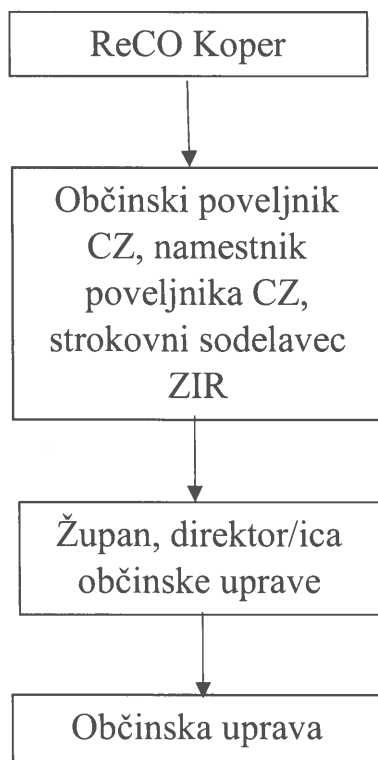 ReCO Koper
Občinski poveljnik
CZ, namestnik
poveljnika CZ,
strokovni sodelavec
ZIR
Župan, direktor/ica
občinske uprave
Občinska uprava